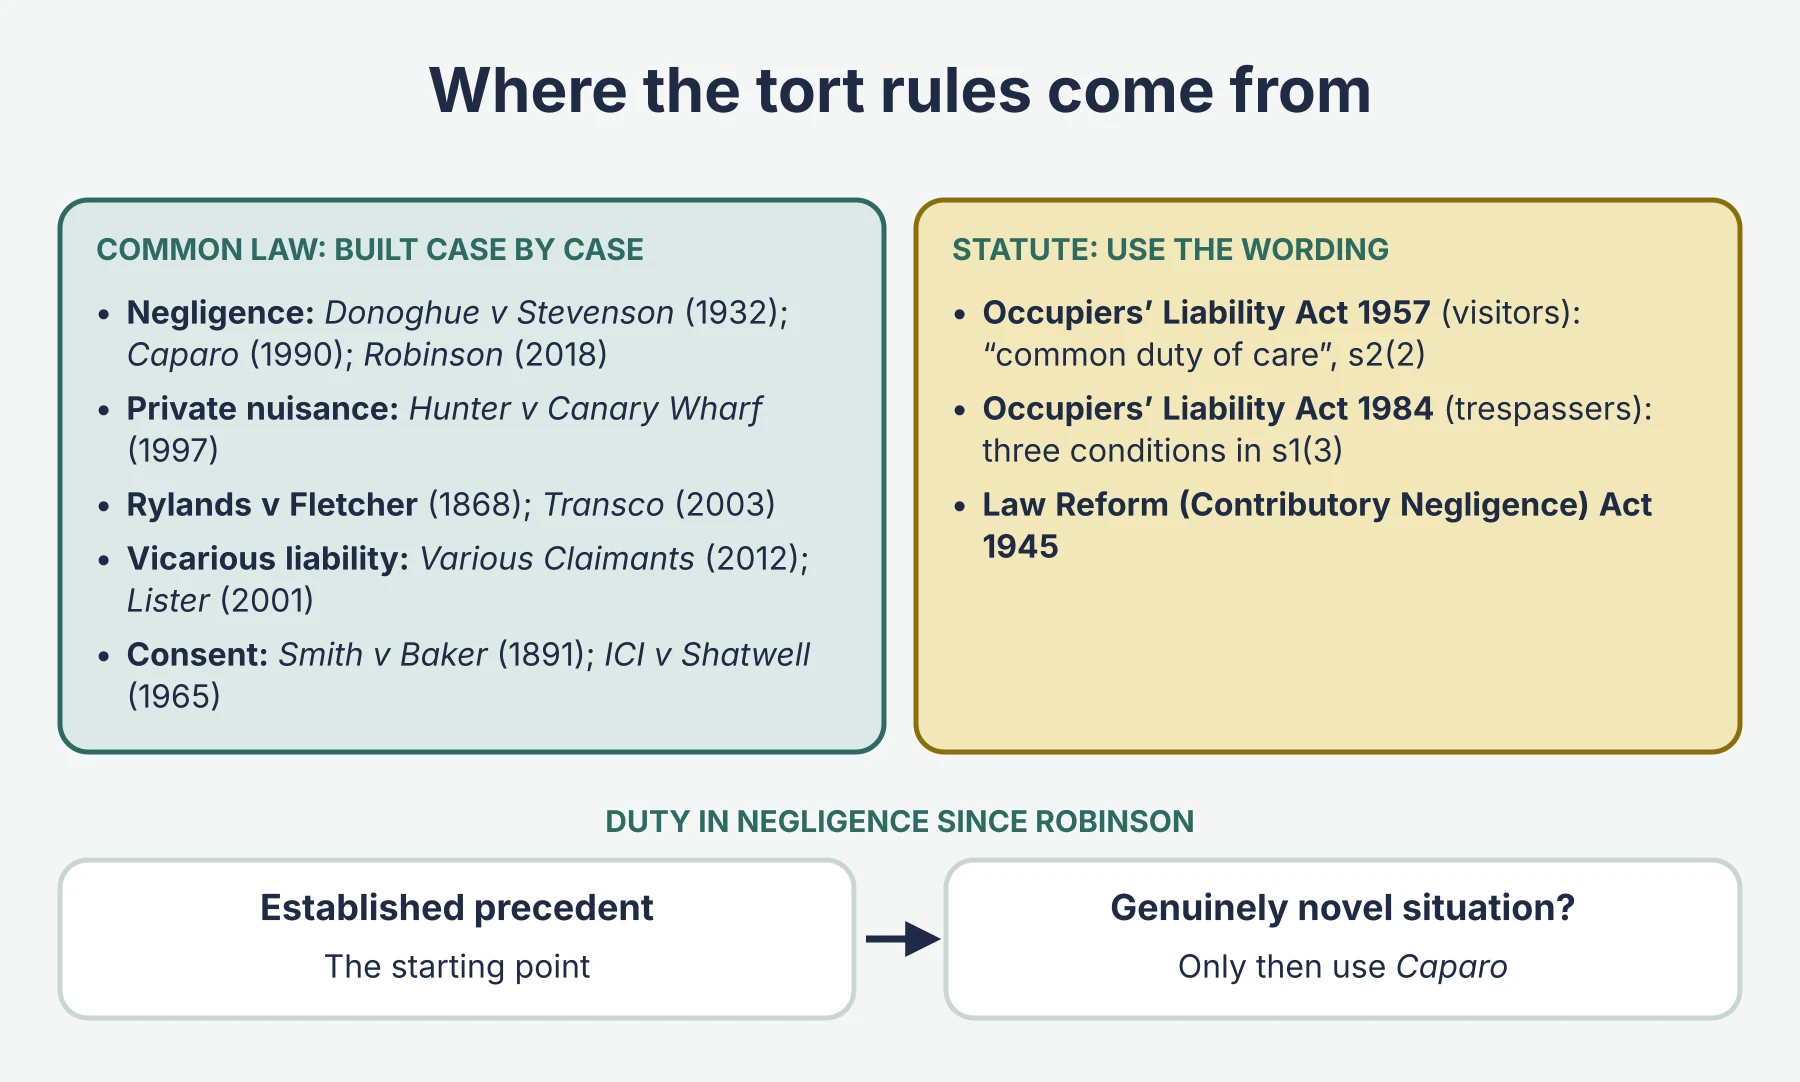 Where the tort rules come from
COMMON LAW: BUILT CASE BY CASE
• Negligence: Donoghue v Stevenson (1932);
Caparo (1990); Robinson (2018)
• Private nuisance: Hunter v Canary Wharf
(1997)
• Rylands v Fletcher (1868); Transco (2003)
• Vicarious liability: Various Claimants (2012);
Lister (2001)
• Consent: Smith v Baker (1891); ICI v Shatwell
(1965)
STATUTE: USE THE WORDING
• Occupiers’ Liability Act 1957 (visitors):
“common duty of care”, s2(2)
• Occupiers’ Liability Act 1984 (trespassers):
three conditions in s1(3)
• Law Reform (Contributory Negligence) Act
1945
DUTY IN NEGLIGENCE SINCE ROBINSON
Established precedent
The starting point
Genuinely novel situation?
Only then use Caparo